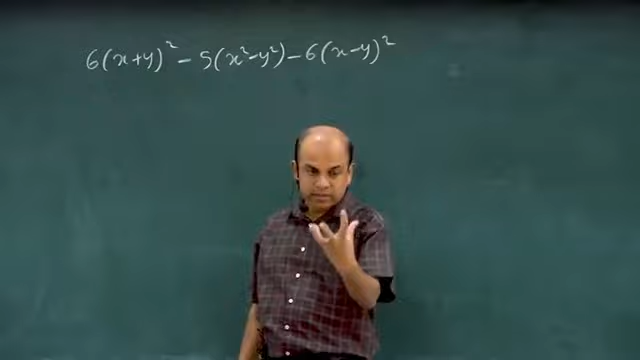 6(x+y)² - 5(x²-y²) - 6(x-y)²